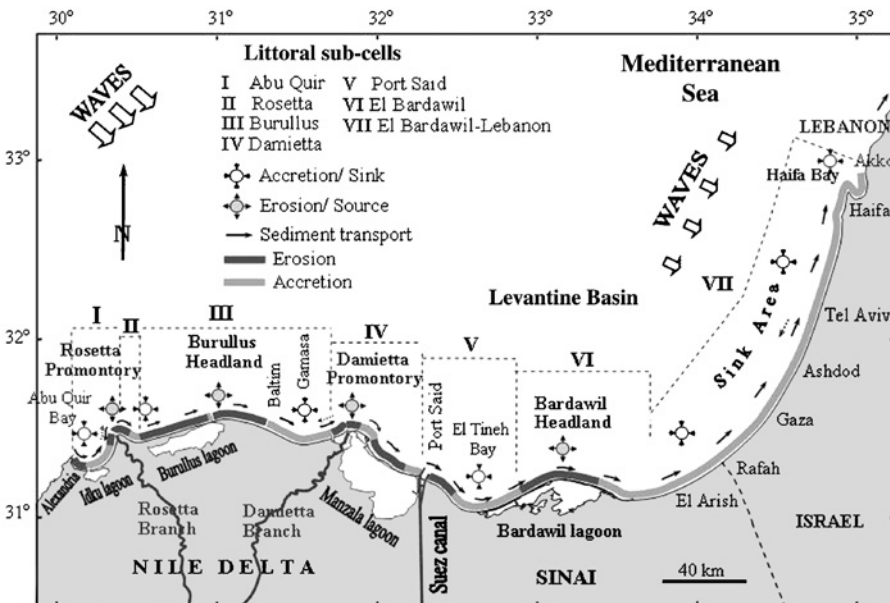 30° 31° 32° 33° 34° 35°
Littoral sub-cells
I Abu Quir V Port Said
II Rosetta VI El Bardawil
III Burullus VII El Bardawil-Lebanon
IV Damietta
Accretion/ Sink
Erosion/ Source
Sediment transport
Erosion
Accretion
WAVES
N
33°
32°
31°
Mediterranean
Sea
LEBANON
Akko
Haifa Bay
Haifa
WAVES
VII
Levantine Basin
Sink Area
Tel Aviv
Ashdod
Gaza
Rafah
El Arish
ISRAEL
I
II
III
IV
V
VI
Rosetta
Promontory
Burullus
Headland
Damietta
Promontory
Bardawil
Headland
Abu Quir
Bay
Baltim
Gamasa
Port Said
El Tineh
Bay
Alexandria
Idku lagoon
Burullus lagoon
Manzala lagoon
Bardawil lagoon
Rosetta
Branch
Damietta
Branch
Suez canal
NILE DELTA
SINAI
40 km